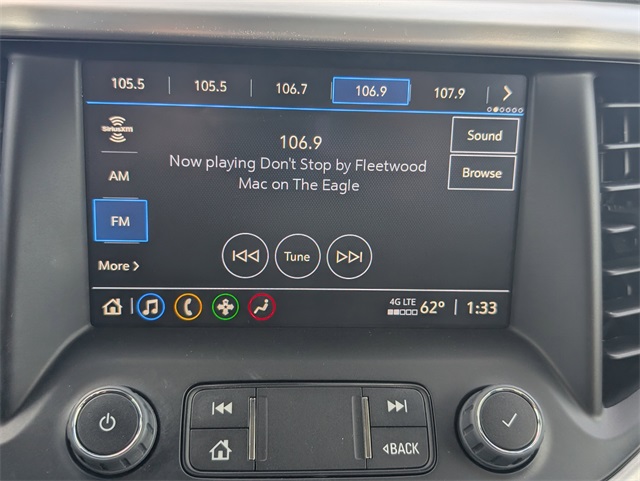 105.5 105.5 106.7 106.9 107.9
SiriusXM
106.9
Sound
Now playing Don't Stop by Fleetwood
Mac on The Eagle
Browse
AM
FM
Tune
More
4G LTE
62° 1:33
BACK